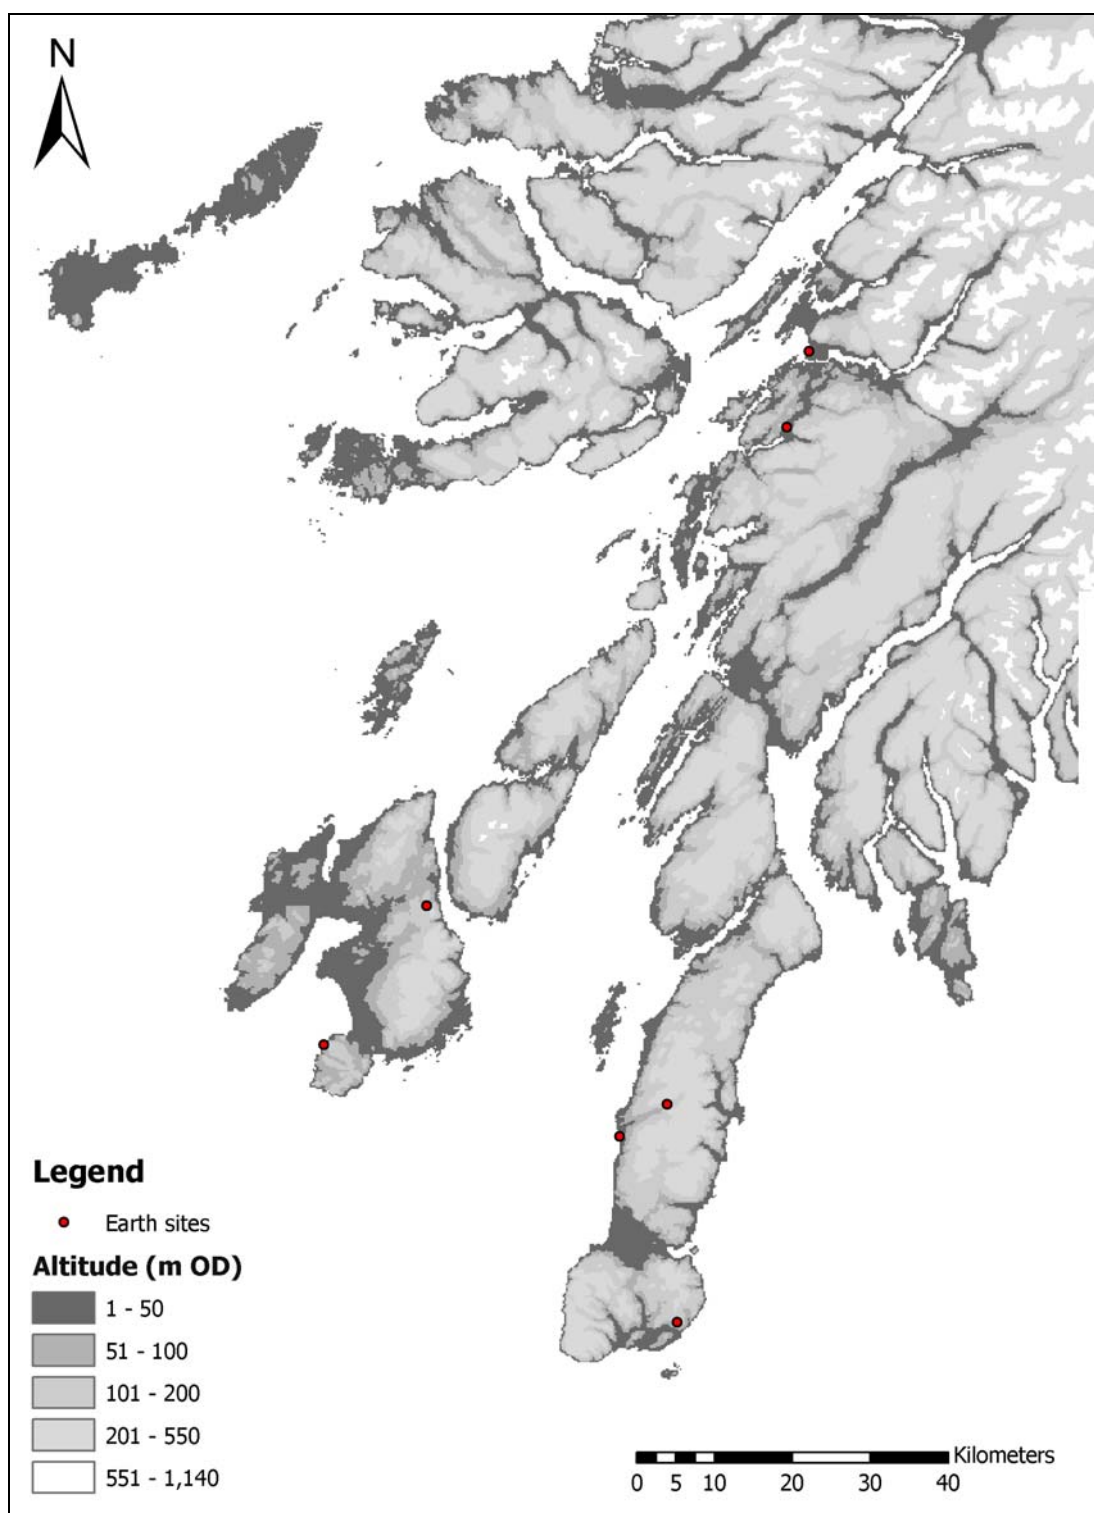 N
Legend
Earth sites
Altitude (m OD)
1 - 50
51 - 100
101 - 200
201 - 550
551 - 1,140
Kilometers
0 5 10 20 30 40